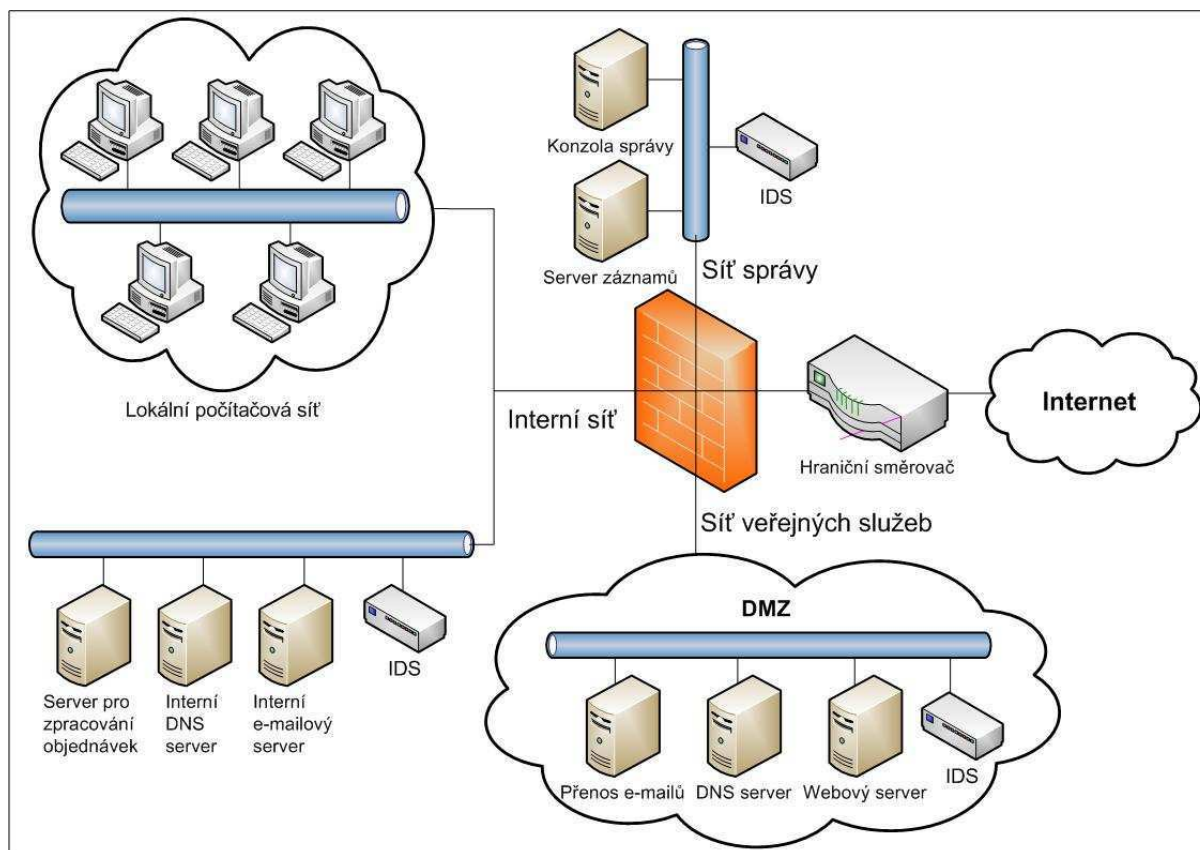 Konzola správy
IDS
Server záznamů
Síť správy
Lokální počítačová síť
Interní síť
Hraniční směrovač
Internet
Síť veřejných služeb
Server pro
zpracování
objednávek
Interní
DNS
server
Interní
e-mailový
server
IDS
DMZ
Přenos e-mailů
DNS server
Webový server
IDS